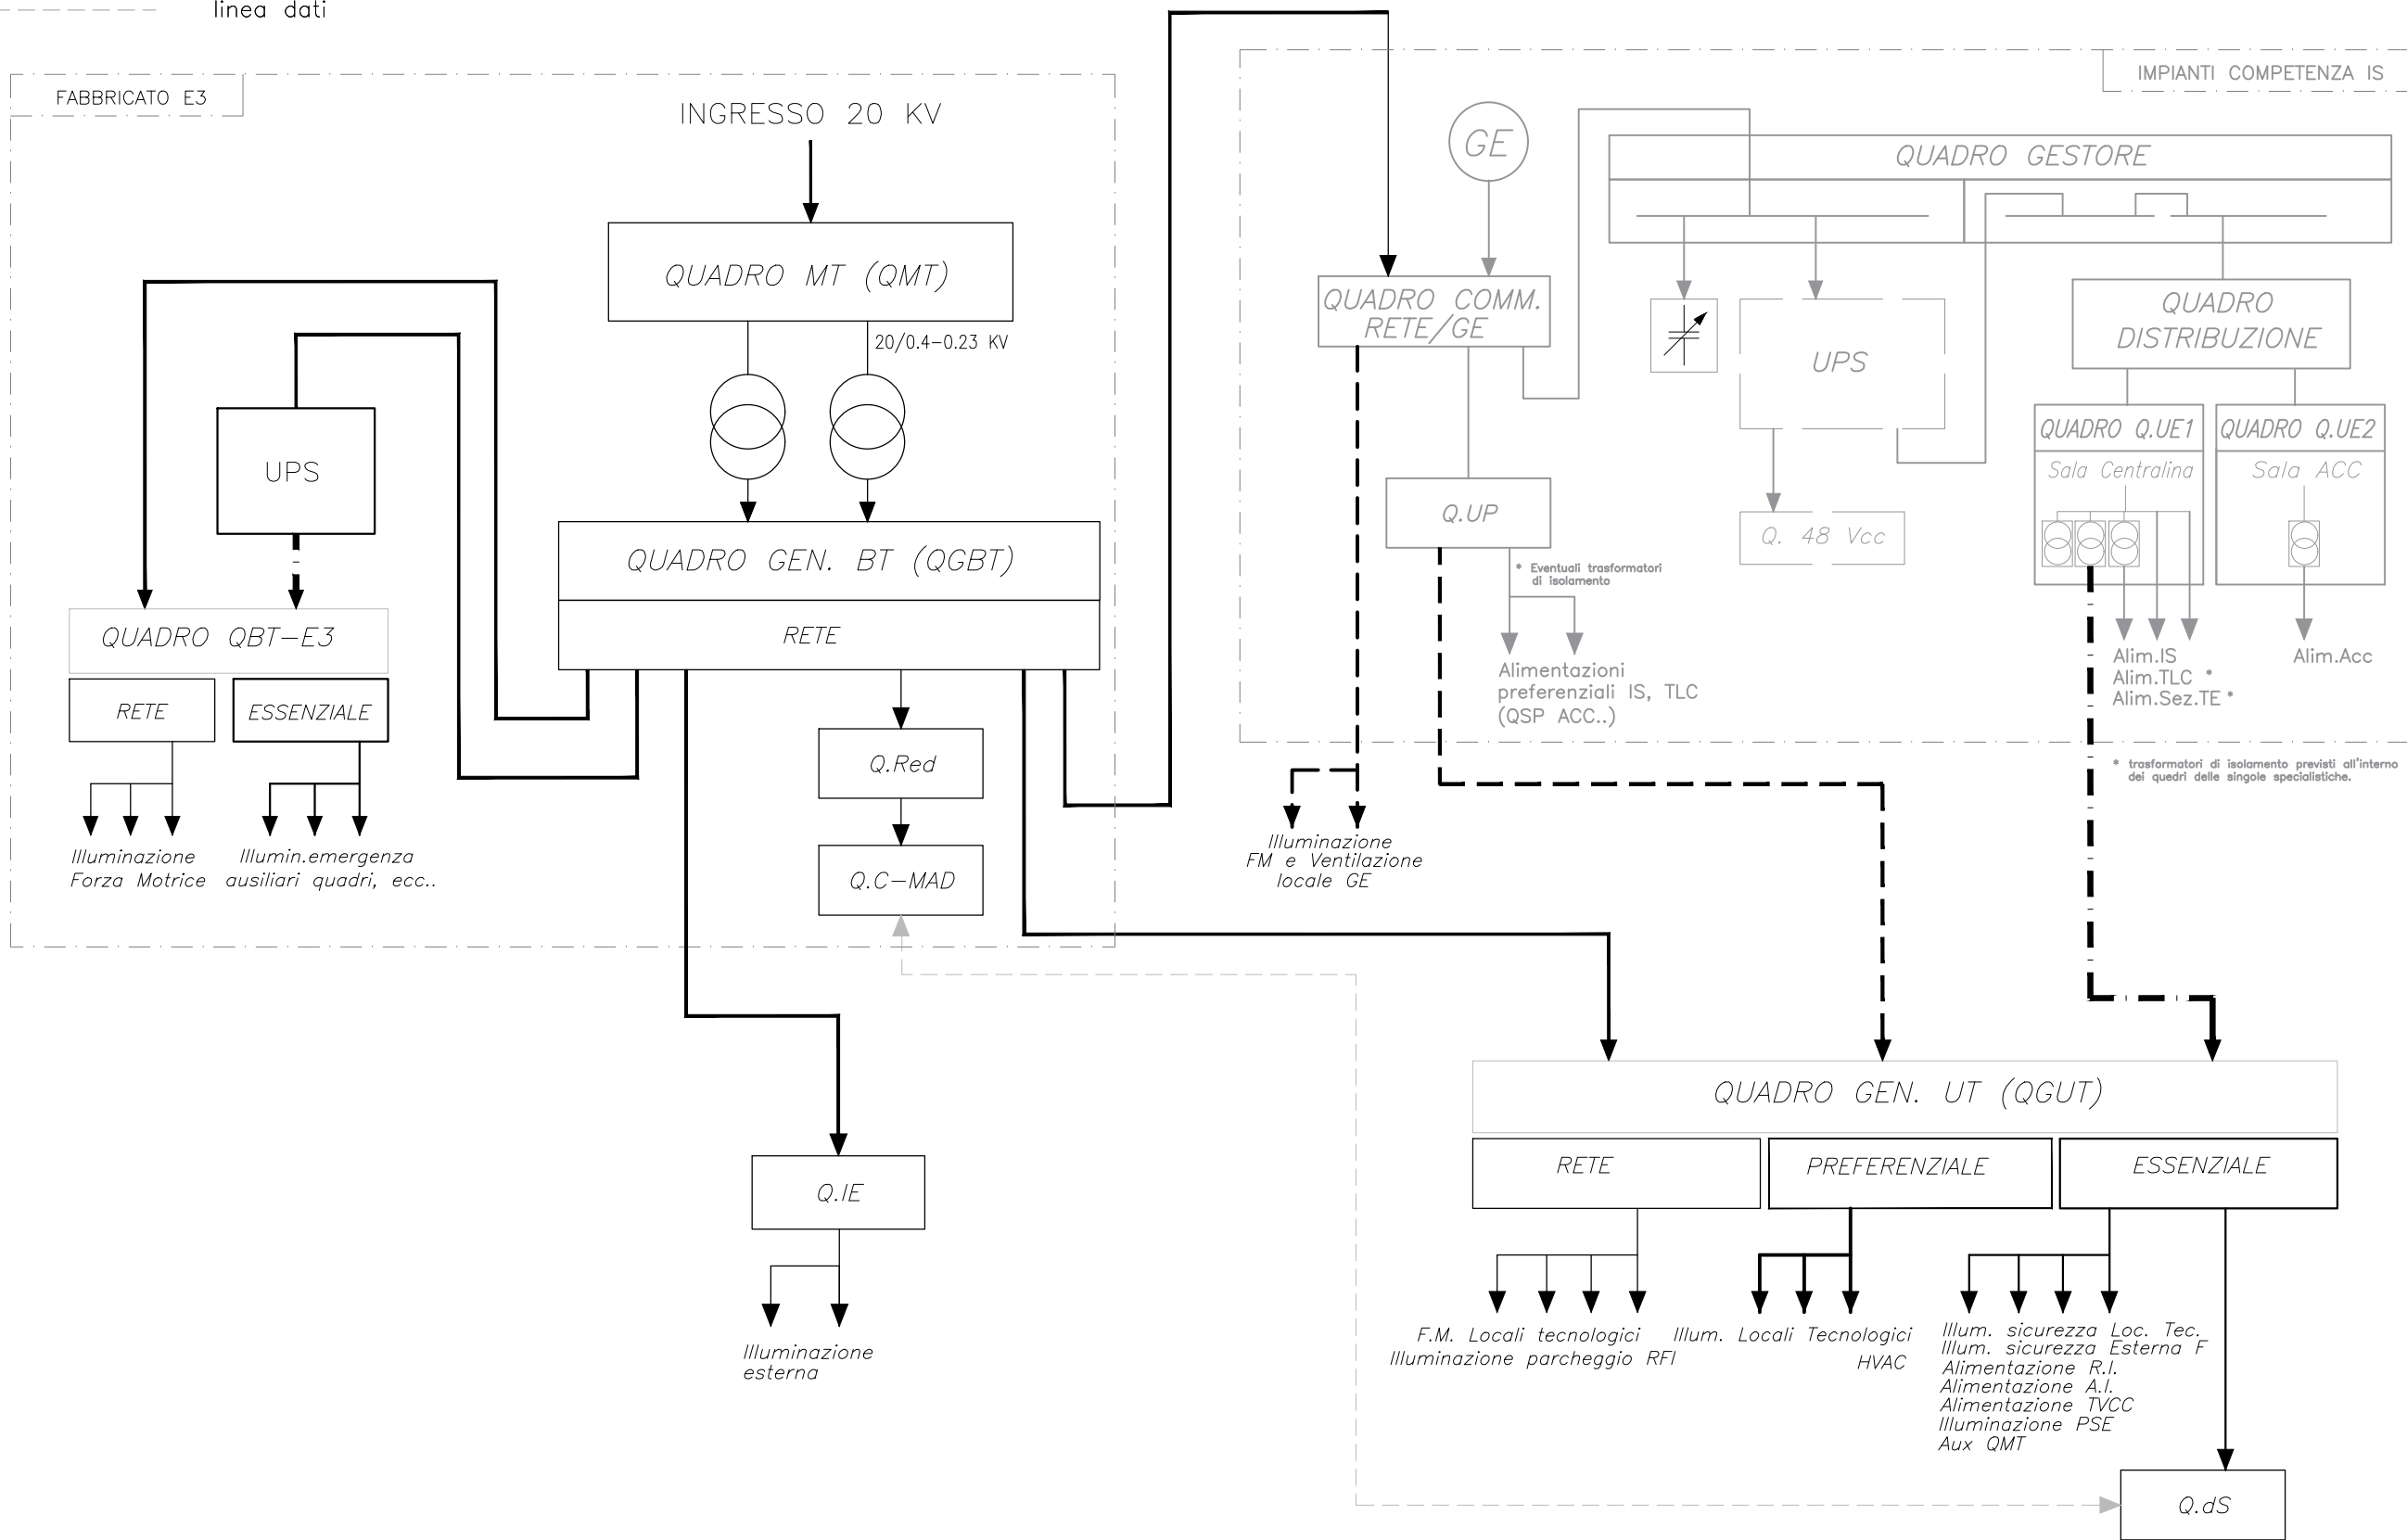 linea dati
FABBRICATO E3
IMPIANTI COMPETENZA IS
INGRESSO 20 KV
GE
QUADRO GESTORE
QUADRO MT (QMT)
20/0.4-0.23 KV
QUADRO COMM.
RETE/GE
UPS
QUADRO
DISTRIBUZIONE
QUADRO Q.UE1
QUADRO Q.UE2
Sala Centralina
Sala ACC
UPS
Q.UP
Q. 48 Vcc
QUADRO GEN. BT (QGBT)
* Eventuali trasformatori
di isolamento
RETE
QUADRO QBT-E3
RETE
ESSENZIALE
Alimentazioni
preferenziali IS, TLC
(QSP ACC..)
Alim.IS
Alim.TLC *
Alim.Sez.TE *
Alim.Acc
Q.Red
* trasformatori di isolamento previsti all'interno
dei quedri delle singole specialistiche.
Illuminazione
Forza Motrice
Illumin.emergenza
ausiliari quadri, ecc..
Q.C-MAD
Illuminazione
FM e Ventilazione
locale GE
QUADRO GEN. UT (QGUT)
RETE
PREFERENZIALE
ESSENZIALE
Q.IE
Illuminazione
esterna
F.M. Locali tecnologici
Illuminazione parcheggio RFI
Illum. Locali Tecnologici
HVAC
Illum. sicurezza Loc. Tec.
Illum. sicurezza Esterna F
Alimentazione R.I.
Alimentazione A.I.
Alimentazione TVCC
Illuminazione PSE
Aux QMT
Q.dS